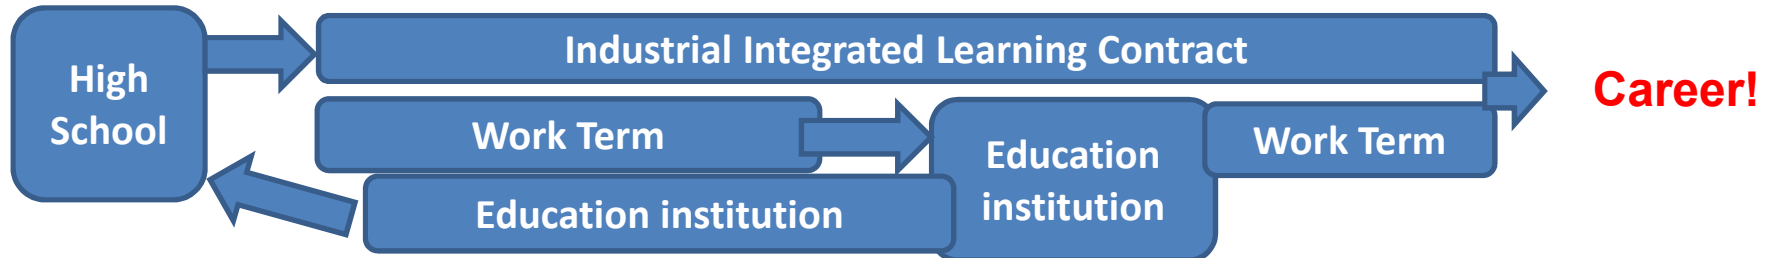 High
School
Industrial Integrated Learning Contract
Career!
Work Term
Education
institution
Work Term
Education institution